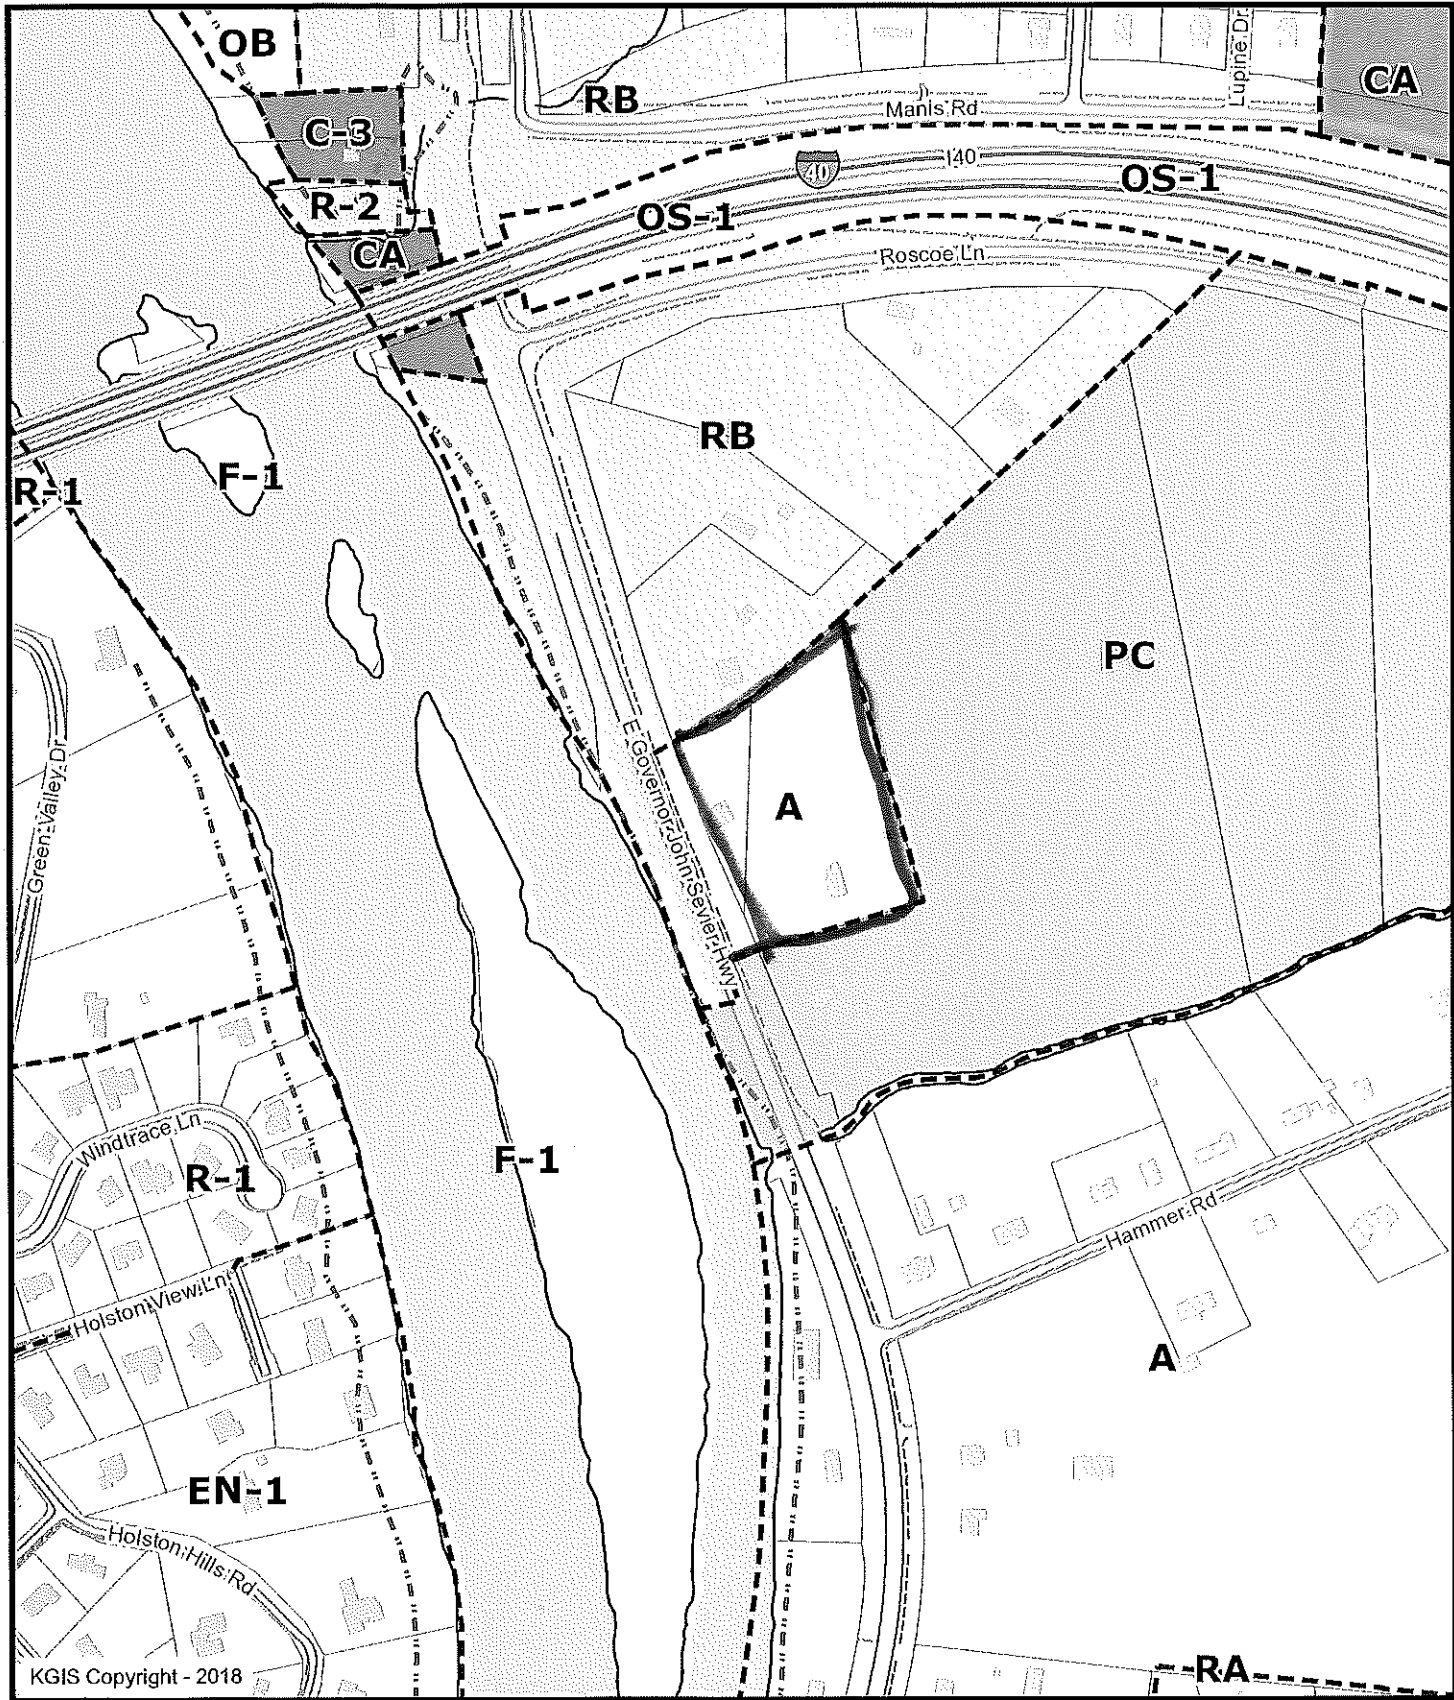 OB
Lupine Dr
CA
RB
Manis Rd
C-3
40
I40
OS-1
R-2
OS-1
CA
Roscoe Ln
RB
F-1
R-1
PC
E Governor John Sevier Hwy
Green Valley Dr
A
Windtrace Ln
R-1
F-1
Hammer Rd
Holston View Ln
A
EN-1
Holston Hills Rd
KGIS Copyright - 2018
RA